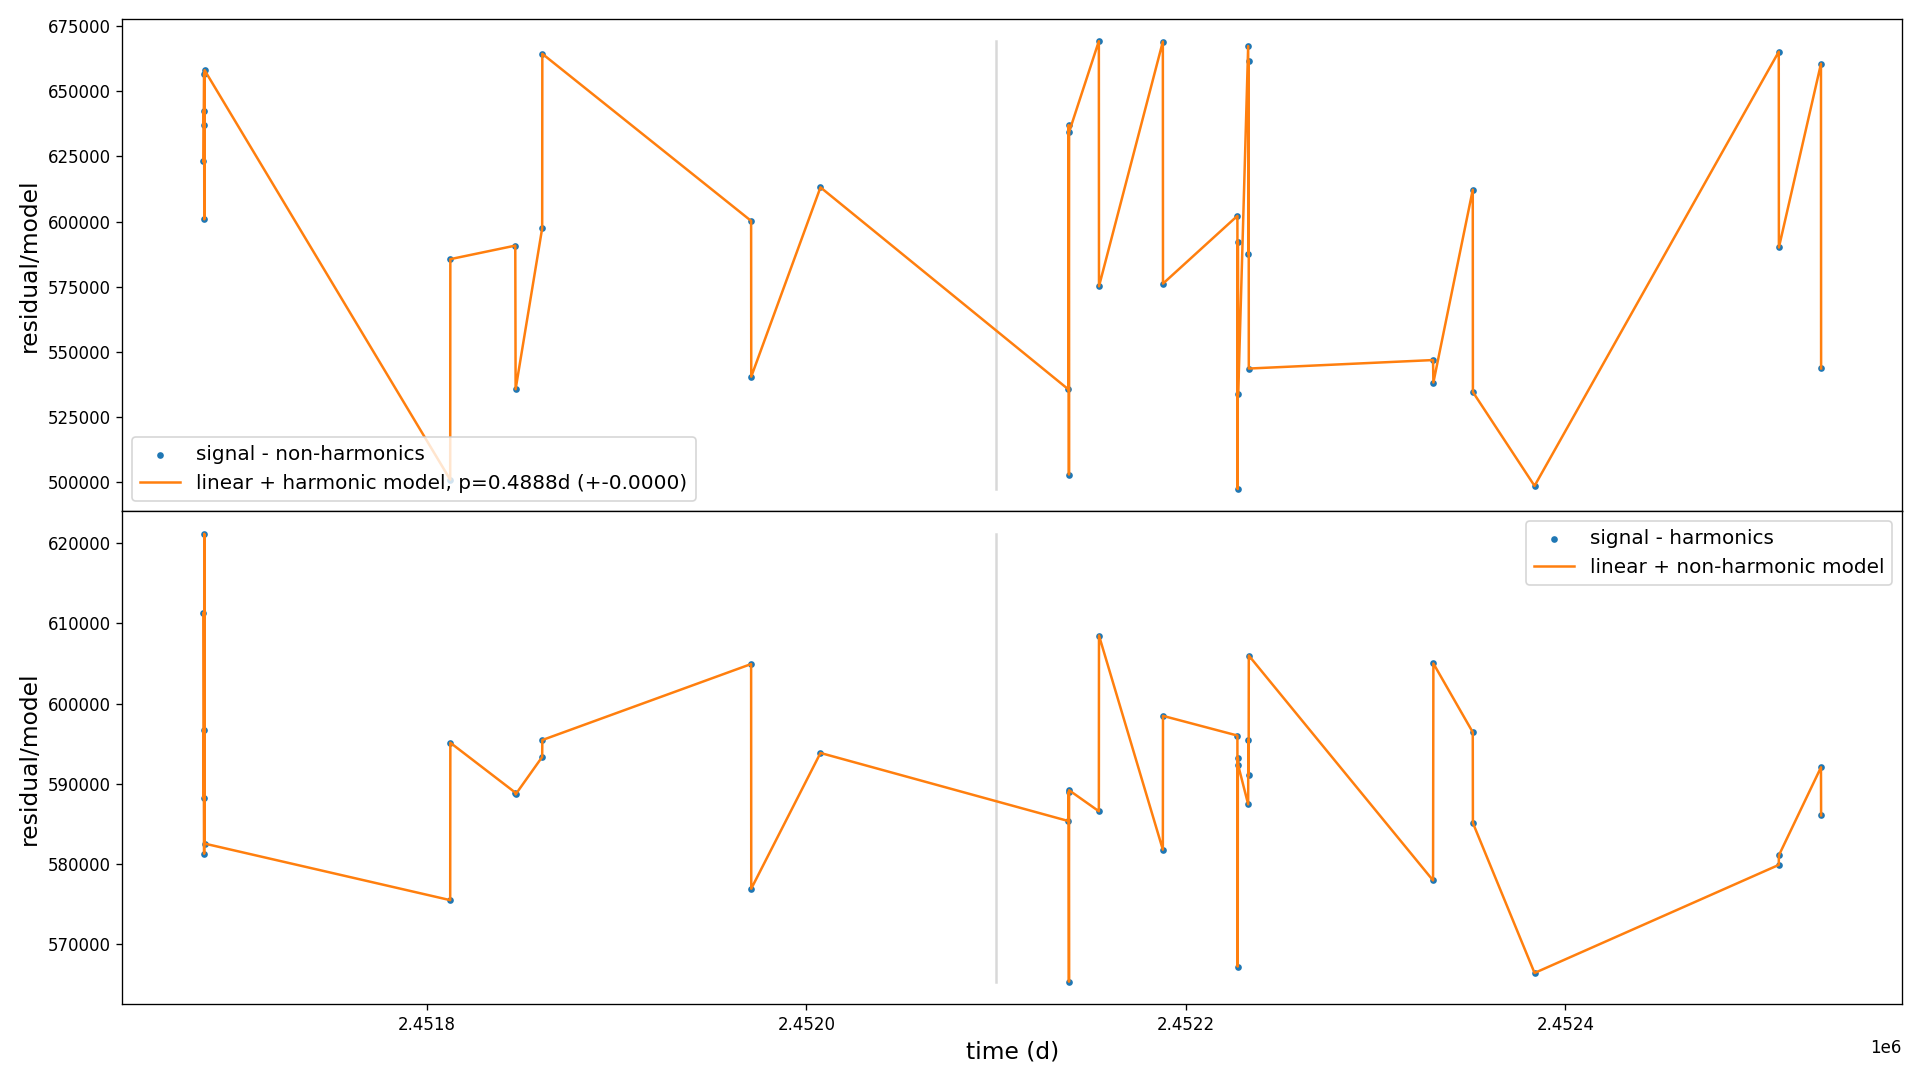 675000
650000
625000
600000
575000
550000
525000
500000
residual/model
signal - non-harmonics
linear + harmonic model, p=0.4888d (+-0.0000)
620000
610000
600000
590000
580000
570000
residual/model
signal - harmonics
linear + non-harmonic model
2.4518 2.4520 2.4522 2.4524
1e6
time (d)